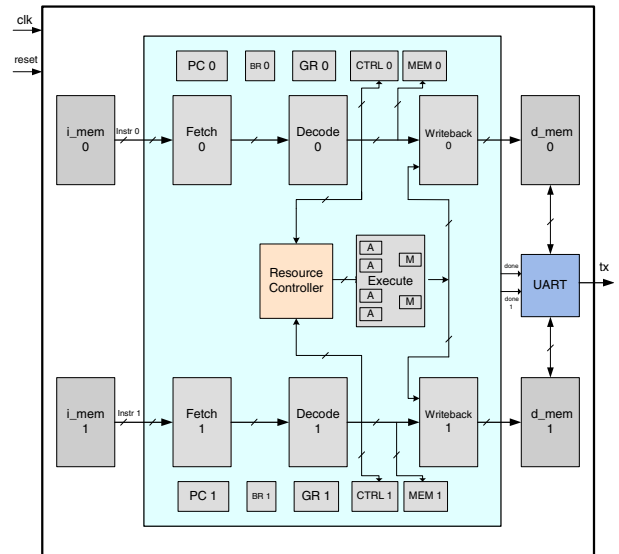 clk
reset
PC 0
BR 0
GR 0
CTRL 0
MEM 0
i_mem
0
Instr 0
Fetch
0
Decode
0
Writeback
0
d_mem
0
Resource
Controller
A
A
M
Execute
A
A
M
done
done
1
UART
tx
i_mem
1
Instr 1
Fetch
1
Decode
1
Writeback
1
d_mem
1
PC 1
BR 1
GR 1
CTRL 1
MEM 1